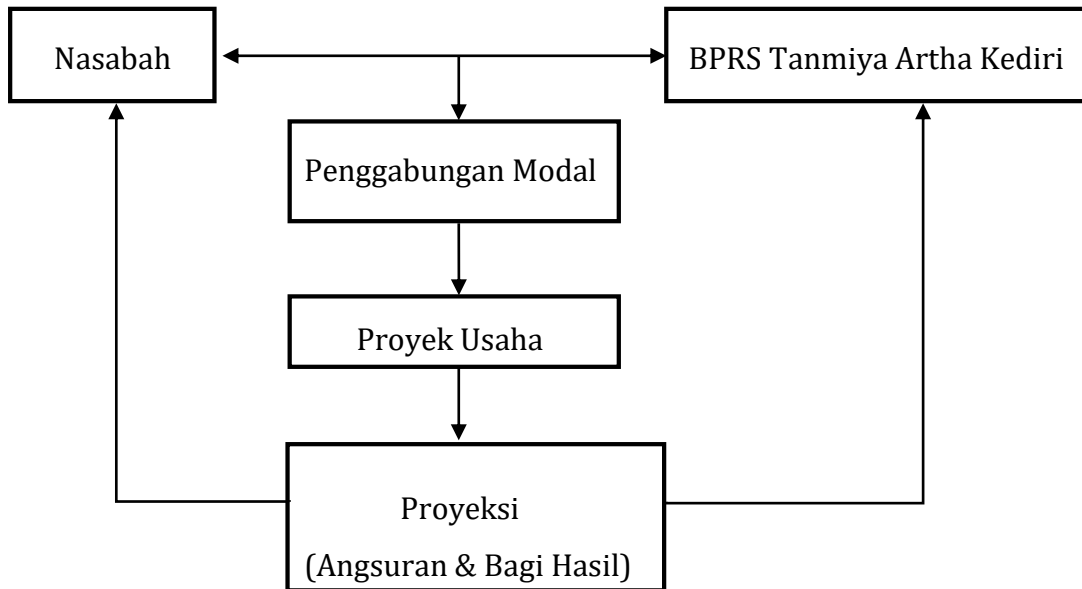 Nasabah
BPRS Tanmiya Artha Kediri
Penggabungan Modal
Proyek Usaha
Proyeksi
(Angsuran & Bagi Hasil)